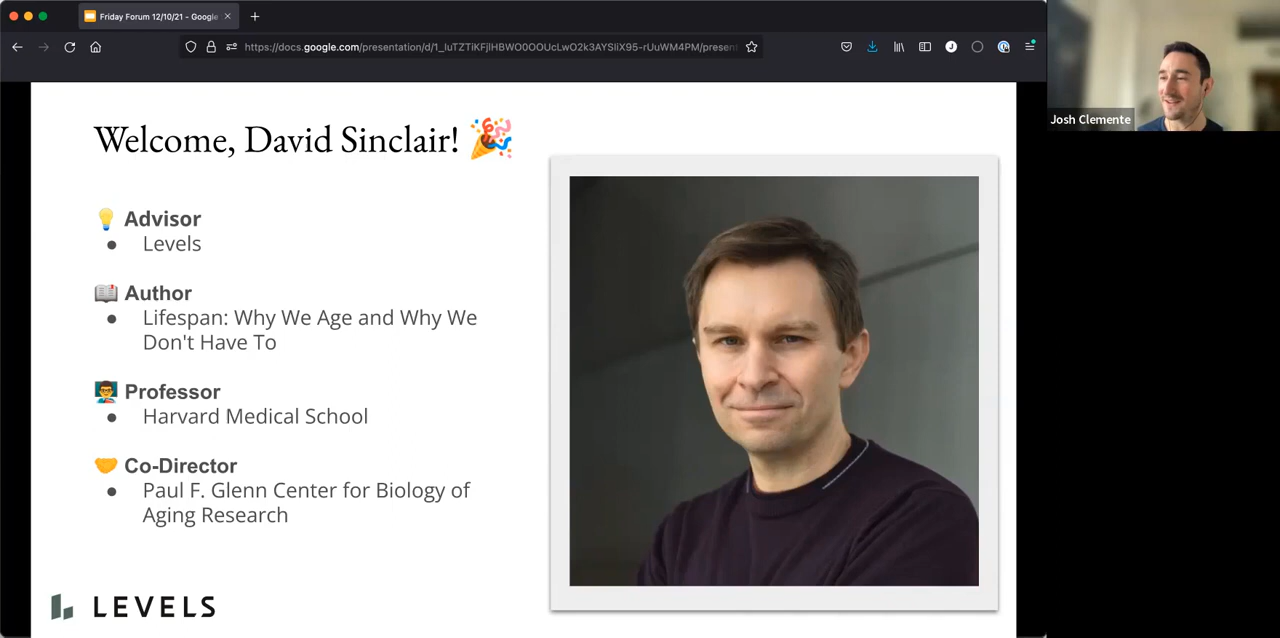 Friday Forum 12/10/21 - Google
https://docs.google.com/presentation/d/1_IuTZTiKFjlHBWO0OOUcLwO2k3AYSIiX95-rUuWM4PM/present
J
Josh Clemente
Welcome, David Sinclair! 🎉
💡 Advisor
● Levels
📖 Author
● Lifespan: Why We Age and Why We
Don't Have To
👨‍🏫 Professor
● Harvard Medical School
🤝 Co-Director
● Paul F. Glenn Center for Biology of
Aging Research
LEVELS